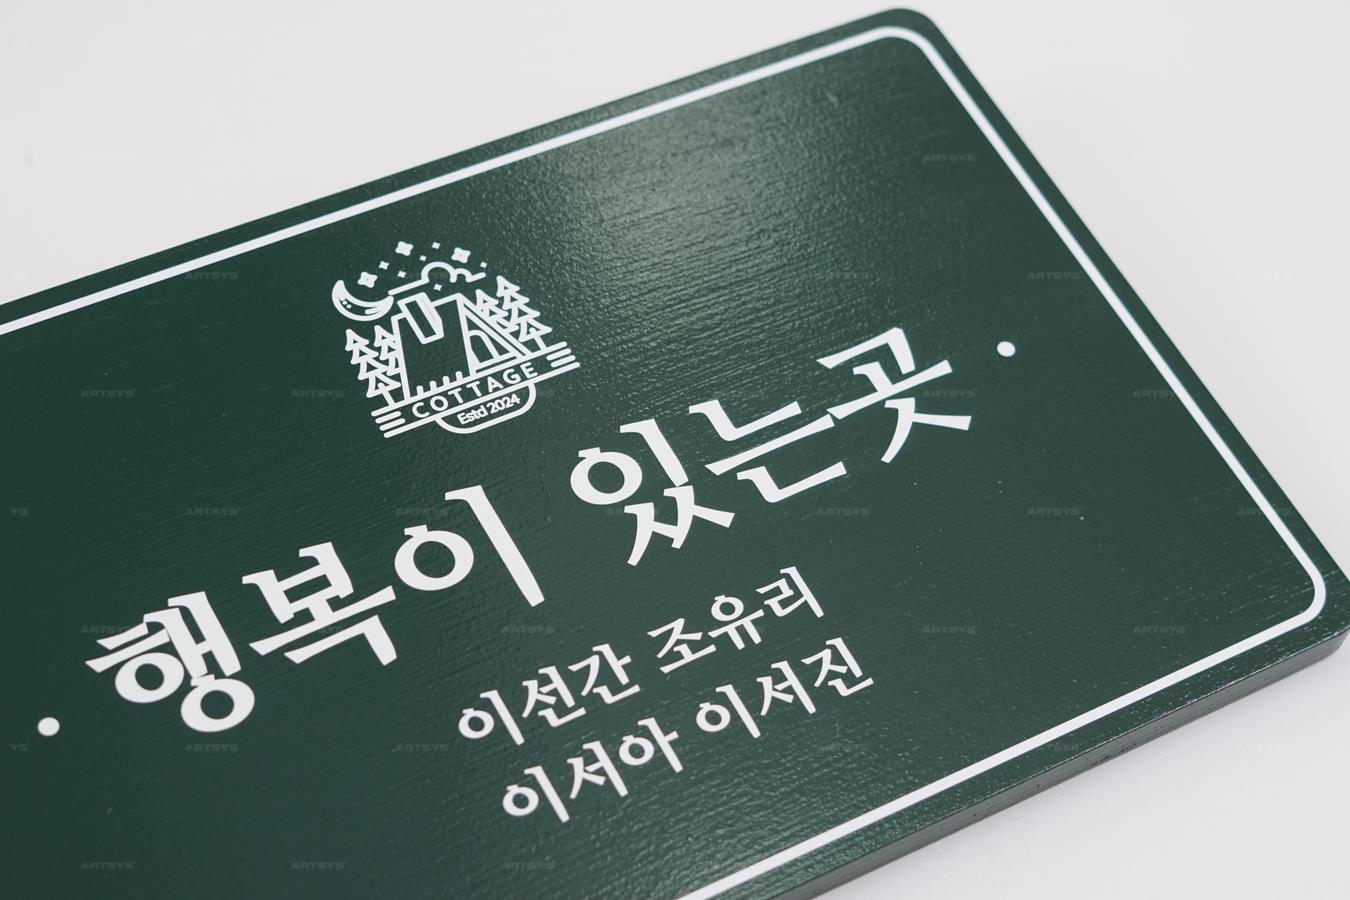 COTTAGE
Estd 2024
행복이 있는곳
이선간 조유리
이서아 이서진
ARTSYS